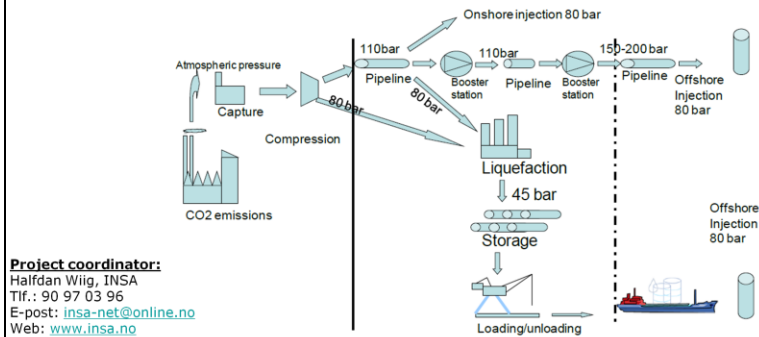 Onshore injection 80 bar
110bar
110bar
150-200 bar
Atmospheric pressure
Pipeline
Booster
station
Pipeline
Booster
station
Pipeline
Offshore
Injection
80 bar
Capture
80 bar
80 bar
Compression
Liquefaction
45 bar
CO2 emissions
Storage
Offshore
Injection
80 bar
Project coordinator:
Halfdan Wiig, INSA
Tlf.: 90 97 03 96
E-post: insa-net@online.no
Web: www.insa.no
Loading/unloading